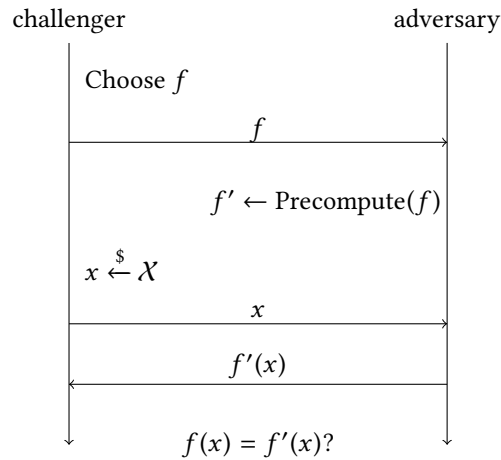 challenger adversary
Choose f
f
f′ ← Precompute(f)
x $← 𝒳
x
f′(x)
f(x) = f′(x)?